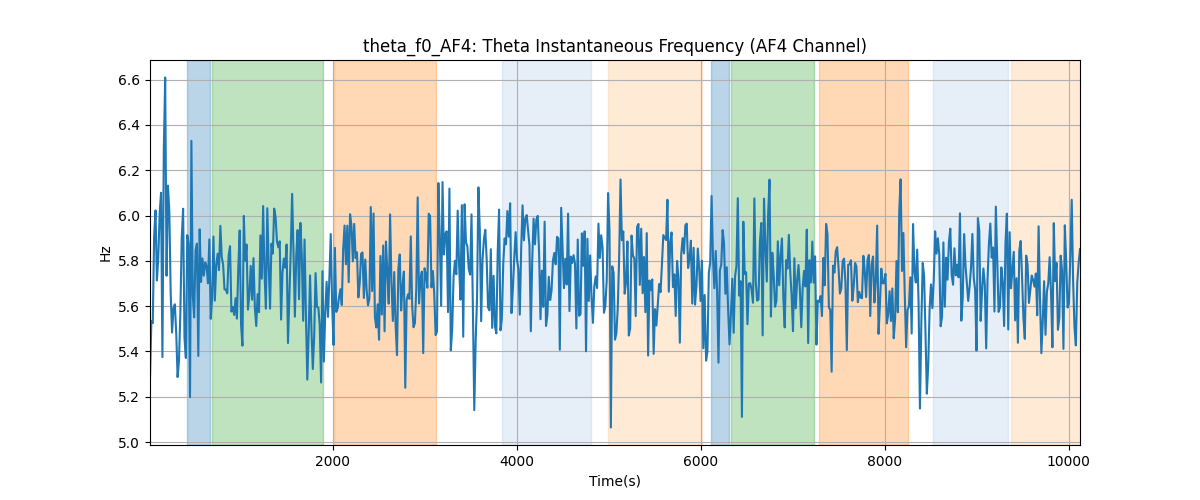 theta_f0_AF4: Theta Instantaneous Frequency (AF4 Channel)
6.6
6.4
6.2
6.0
5.8
5.6
5.4
5.2
5.0
Hz
2000 4000 6000 8000 10000
Time(s)